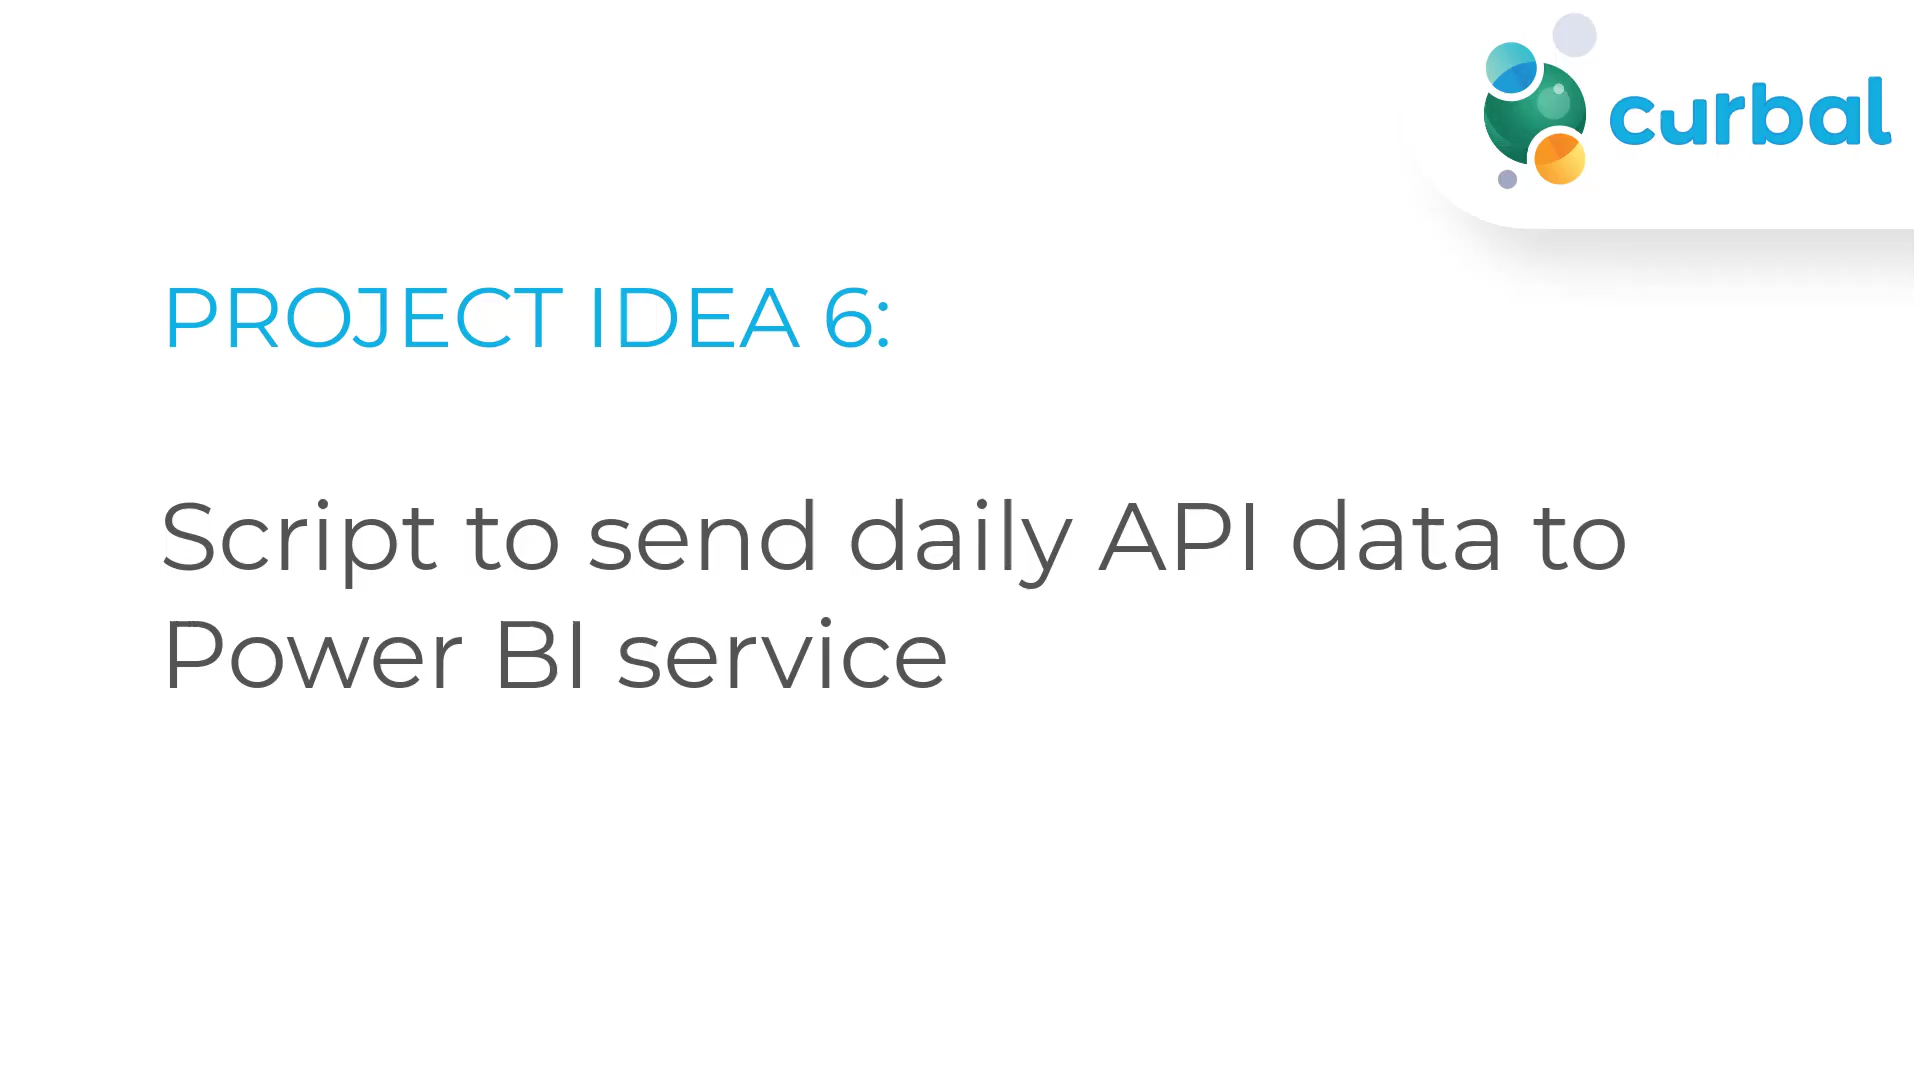 curbal
PROJECT IDEA 6:
Script to send daily API data to
Power BI service